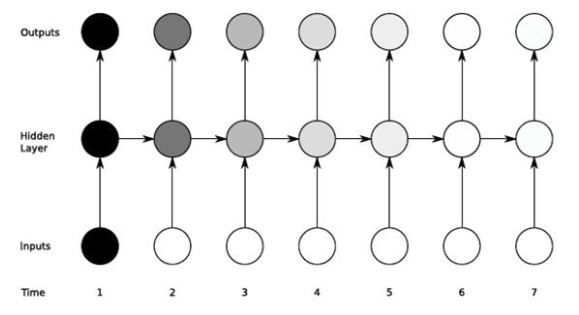 Outputs
Hidden
Layer
Inputs
Time 1 2 3 4 5 6 7